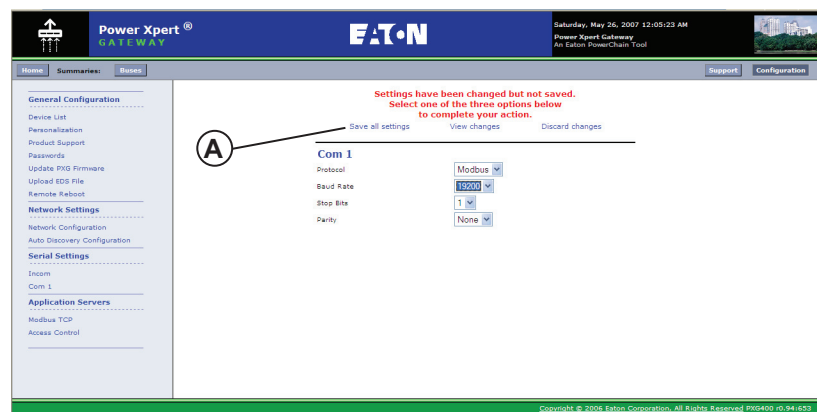 Power Xpert ®
GATEWAY
EATON
Saturday, May 26, 2007 12:05:23 AM
Power Xpert Gateway
An Eaton PowerChain Tool
Home Summaries: Buses
Support Configuration
General Configuration
Device List
Personalization
Product Support
Passwords
Update PXG Firmware
Upload EDS File
Remote Reboot
Network Settings
Network Configuration
Auto Discovery Configuration
Serial Settings
Incom
Com 1
Application Servers
Modbus TCP
Access Control
Settings have been changed but not saved.
Select one of the three options below
to complete your action.
Save all settings View changes Discard changes
A
Com 1
Protocol Modbus
Baud Rate 19200
Stop Bits 1
Parity None
Copyright © 2006 Eaton Corporation, All Rights Reserved PXG400 r0.94:653